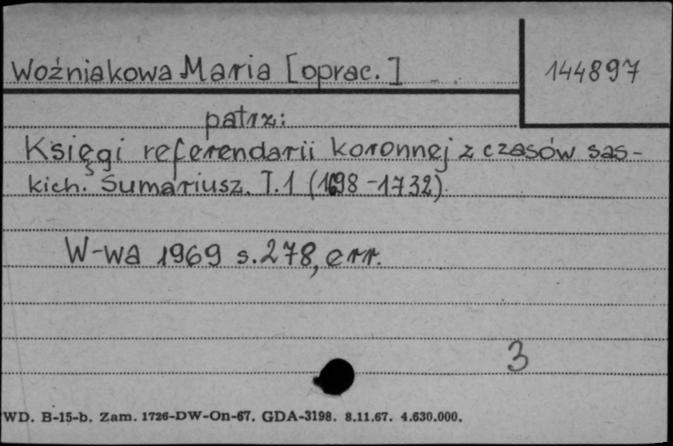 Woźniakowa Maria [oprac.]
144897
patrz:
Księgi referendarii koronnej z czasów sas-
kich. Sumariusz. T.1 (1698-1732).
W-wa 1969 s.278, err.
3
WD. B-15-b. Zam. 1726-DW-On-67. GDA-3198. 8.11.67. 4.630.000.